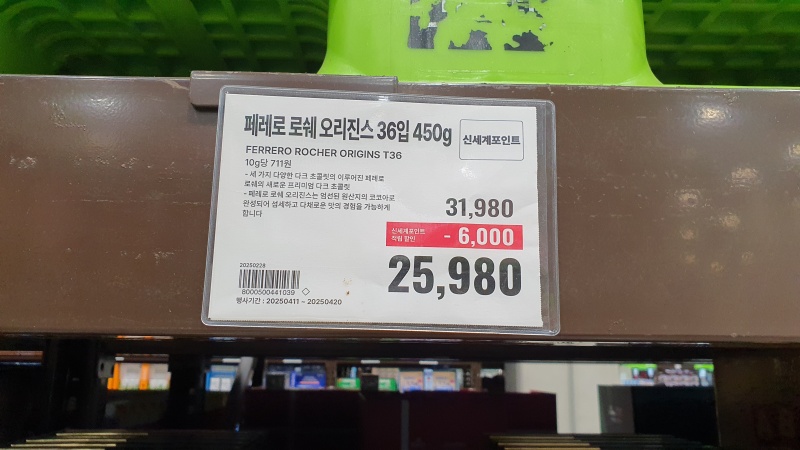 페레로 로쉐 오리진스 36입 450g
신세계포인트
FERRERO ROCHER ORIGINS T36
10g당 711원
- 세 가지 다양한 다크 초콜릿의 이루어진 페레로
로쉐의 새로운 프리미엄 다크 초콜릿
- 페레로 로쉐 오리진스는 엄선된 원산지의 코코아로
완성되어 섬세하고 다채로운 맛의 경험을 가능하게
합니다
31,980
신세계포인트
적립 할인
- 6,000
25,980
20250228
8000500441039
행사기간 : 20250411 ~ 20250420